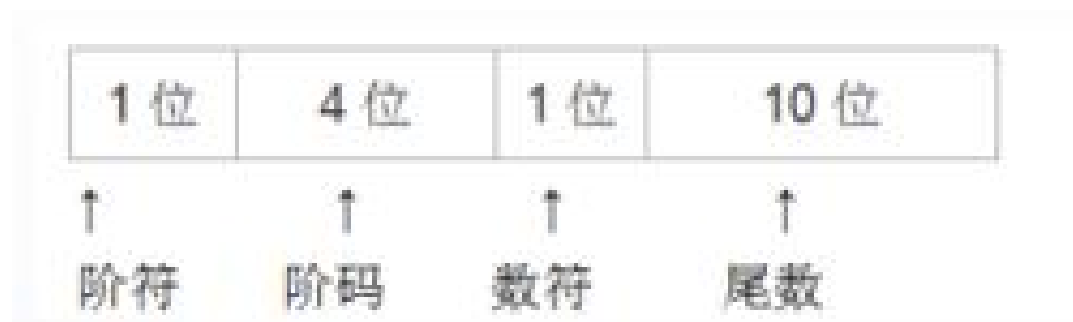 1 位 4 位 1 位 10 位
↑ ↑ ↑ ↑
阶符 阶码 数符 尾数